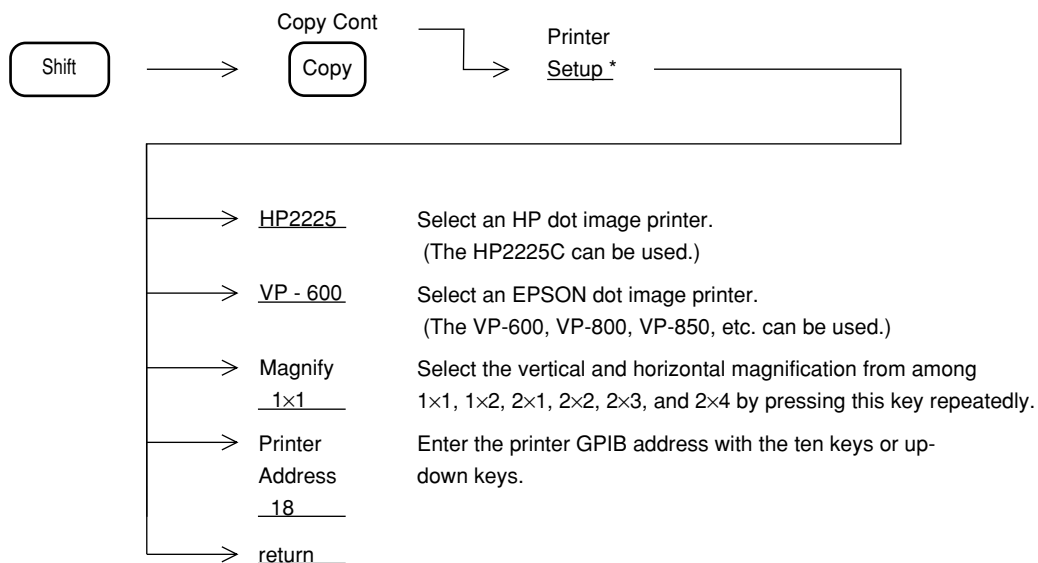 Copy Cont
Shift
Copy
Printer
Setup *
HP2225 Select an HP dot image printer.
(The HP2225C can be used.)
VP - 600 Select an EPSON dot image printer.
(The VP-600, VP-800, VP-850, etc. can be used.)
Magnify Select the vertical and horizontal magnification from among
1×1 1×1, 1×2, 2×1, 2×2, 2×3, and 2×4 by pressing this key repeatedly.
Printer Enter the printer GPIB address with the ten keys or up-
Address down keys.
18
return